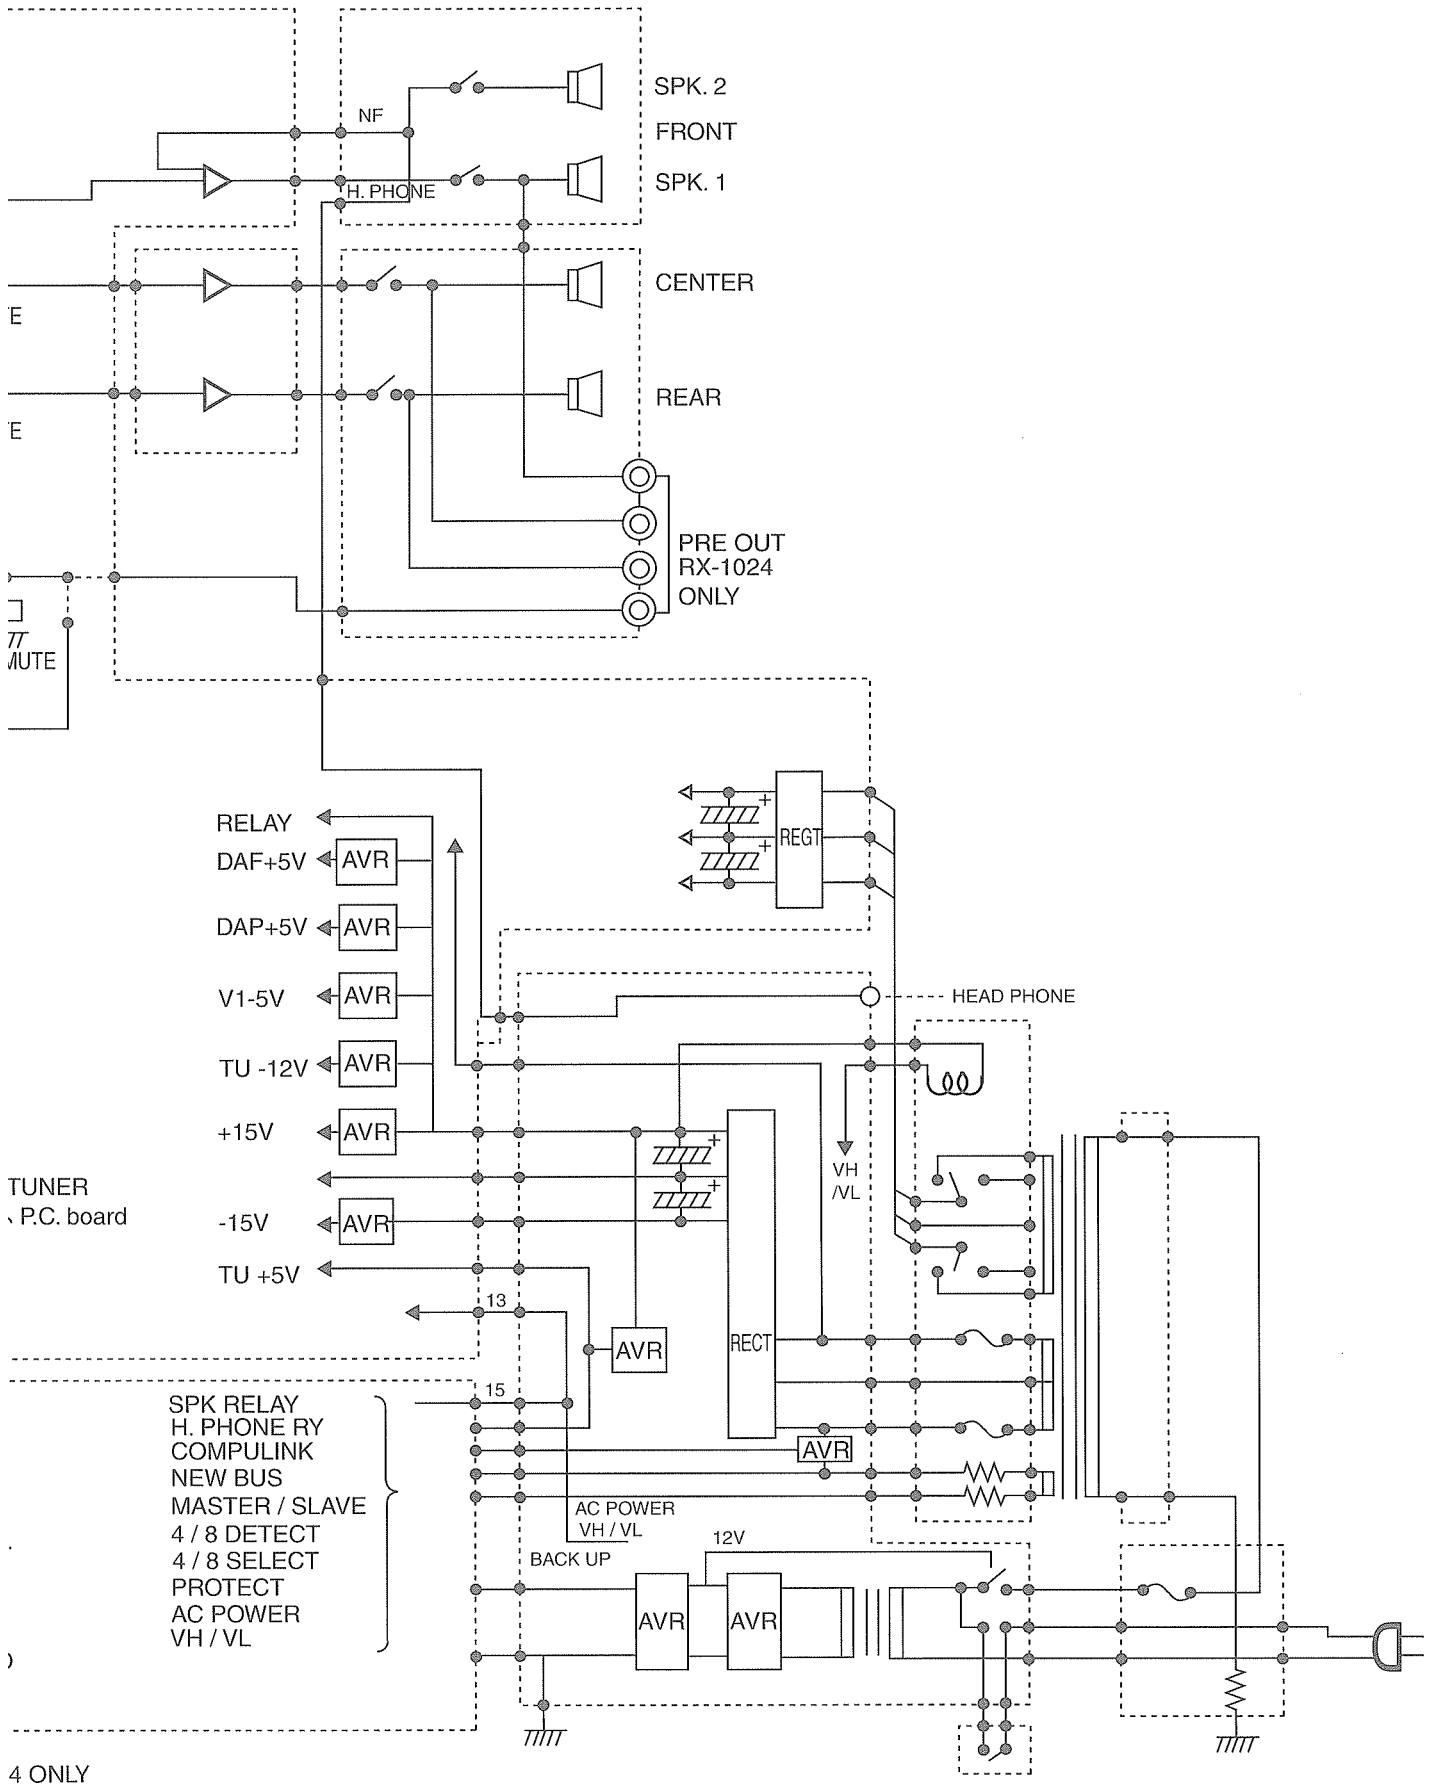 SPK. 2
NF
FRONT
SPK. 1
H. PHONE
CENTER
E
REAR
E
PRE OUT
RX-1024
ONLY
MUTE
RELAY
+
DAF+5V
AVR
REGT
+
DAP+5V
AVR
V1-5V
AVR
HEAD PHONE
TU -12V
AVR
+15V
AVR
+
VH
/VL
TUNER
P.C. board
+
-15V
AVR
TU +5V
13
AVR
RECT
15
SPK RELAY
H. PHONE RY
COMPULINK
AVR
NEW BUS
MASTER / SLAVE
AC POWER
VH / VL
4 / 8 DETECT
12V
4 / 8 SELECT
BACK UP
PROTECT
AC POWER
AVR
AVR
VH / VL
4 ONLY